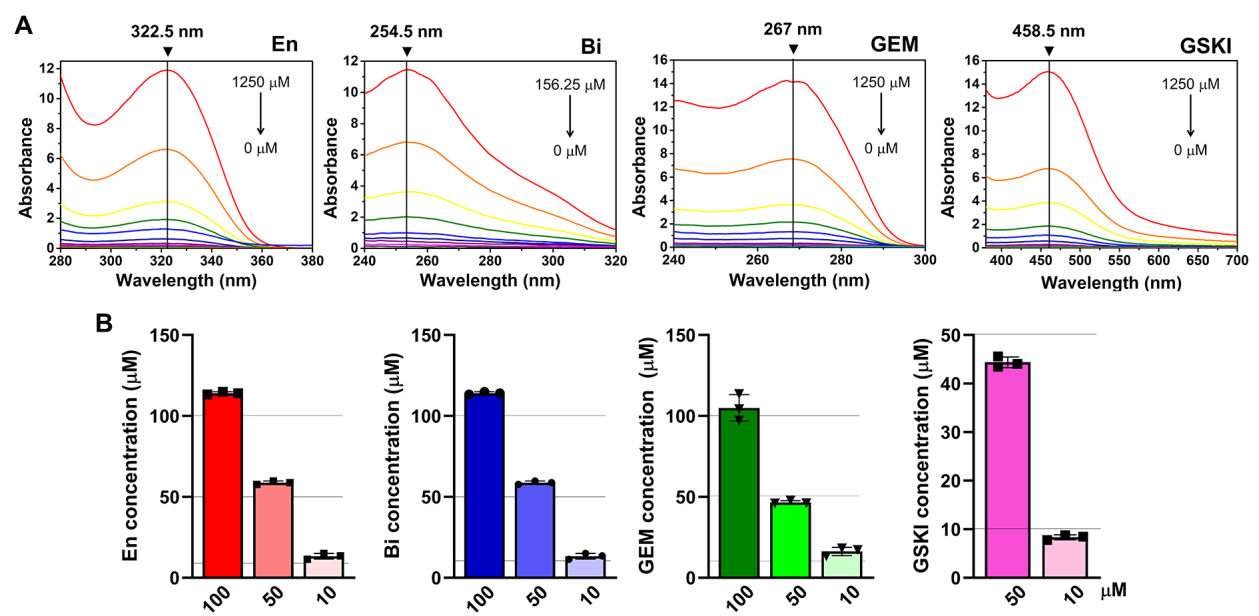 A
322.5 nm
En
Absorbance
12
10
8
6
4
2
0
1250 μM
0 μM
280 300 320 340 360 380
Wavelength (nm)
254.5 nm
Bi
Absorbance
12
10
8
6
4
2
0
156.25 μM
0 μM
240 260 280 300 320
Wavelength (nm)
267 nm
GEM
Absorbance
16
14
12
10
8
6
4
2
0
1250 μM
0 μM
240 260 280 300
Wavelength (nm)
458.5 nm
GSKI
Absorbance
16
14
12
10
8
6
4
2
0
1250 μM
0 μM
400 450 500 550 600 650 700
Wavelength (nm)
B
En concentration (μM)
150
100
50
0
100 50 10
Bi concentration (μM)
150
100
50
0
100 50 10
GEM concentration (μM)
150
100
50
0
100 50 10
GSKI concentration (μM)
50
40
30
20
10
0
50 10 μM